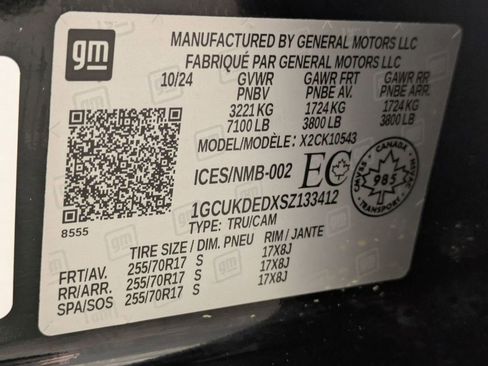 gm
MANUFACTURED BY GENERAL MOTORS LLC
FABRIQUÉ PAR GENERAL MOTORS LLC
10/24 GVWR GAWR FRT GAWR RR
PNBV PNBE AV. PNBE ARR.
3221 KG 1724 KG 1724 KG
7100 LB 3800 LB 3800 LB
MODEL/MODÈLE: X2CK10543
ICES/NMB-002 EC
CANADA
985
TRANSPORT
1GCUKDEDXSZ133412
TYPE: TRU/CAM
8555
TIRE SIZE / DIM. PNEU RIM / JANTE
FRT/AV. 255/70R17 S 17X8J
RR/ARR. 255/70R17 S 17X8J
SPA/SOS 255/70R17 S 17X8J